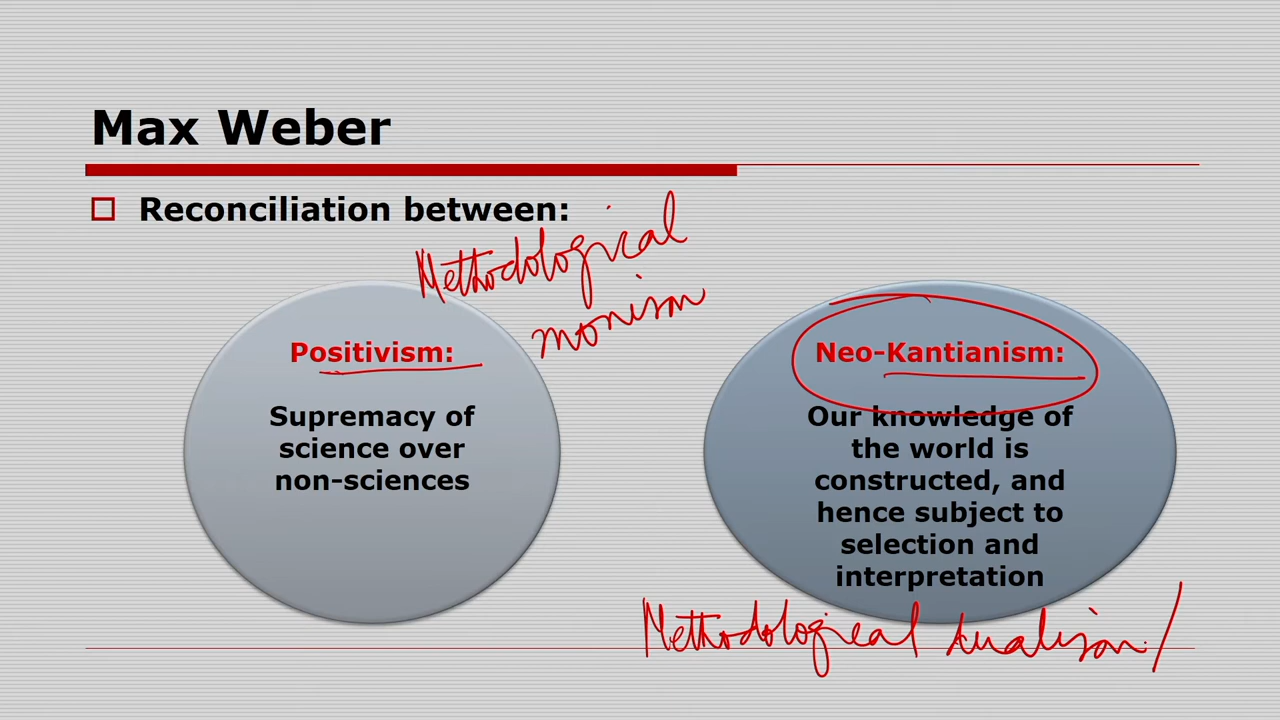 Max Weber
Reconciliation between:
Methodological
monism
Positivism:
Supremacy of
science over
non-sciences
Neo-Kantianism:
Our knowledge of
the world is
constructed, and
hence subject to
selection and
interpretation
Methodological dualism/